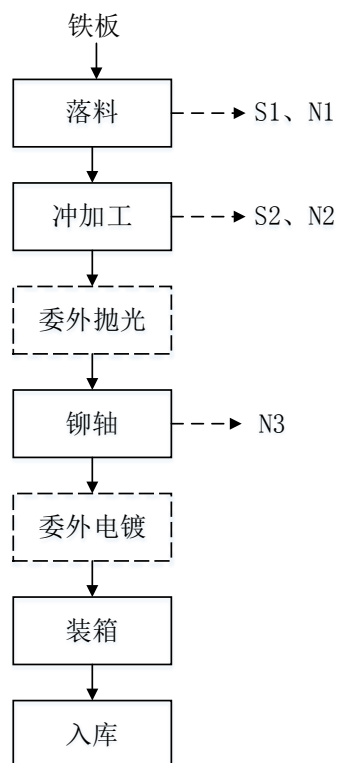 铁板
落料
S1、N1
冲加工
S2、N2
委外抛光
铆轴
N3
委外电镀
装箱
入库